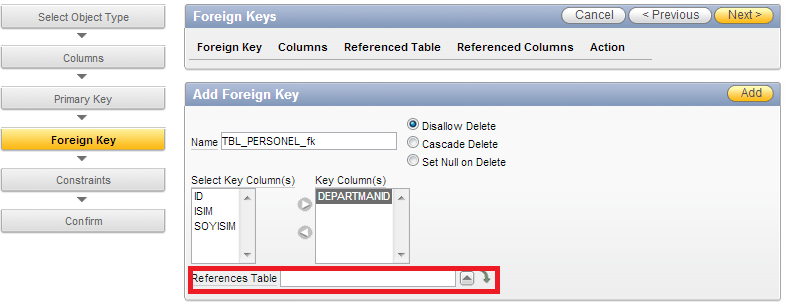 Select Object Type
Columns
Primary Key
Foreign Key
Constraints
Confirm
Foreign Keys
Cancel
< Previous
Next >
Foreign Key Columns Referenced Table Referenced Columns Action
Add Foreign Key
Add
Name TBL_PERSONEL_fk
Disallow Delete
Cascade Delete
Set Null on Delete
Select Key Column(s)
ID
ISIM
SOYISIM
Key Column(s)
DEPARTMANID
References Table